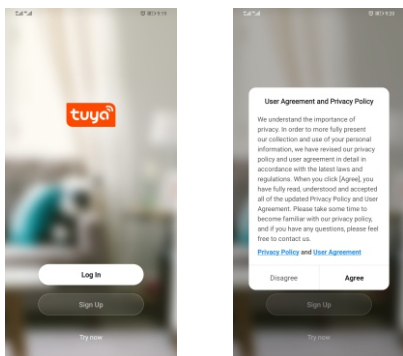 tuya
Log In
Sign Up
Try now
User Agreement and Privacy Policy
We understand the importance of
privacy. In order to more fully present
our collection and use of your personal
information, we have revised our privacy
policy and user agreement in detail in
accordance with the latest laws and
regulations. When you click [Agree], you
have fully read, understood and accepted
all of the updated Privacy Policy and User
Agreement. Please take some time to
become familiar with our privacy policy,
and if you have any questions, please feel
free to contact us.
Privacy Policy and User Agreement
Disagree Agree
Sign Up
Try now